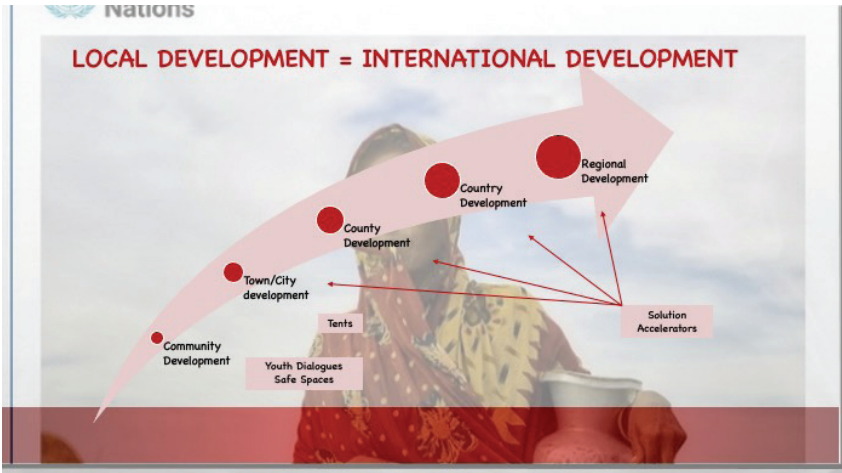 Nations
LOCAL DEVELOPMENT = INTERNATIONAL DEVELOPMENT
Regional
Development
Country
Development
County
Development
Town/City
development
Community
Development
Tents
Youth Dialogues
Safe Spaces
Solution
Accelerators